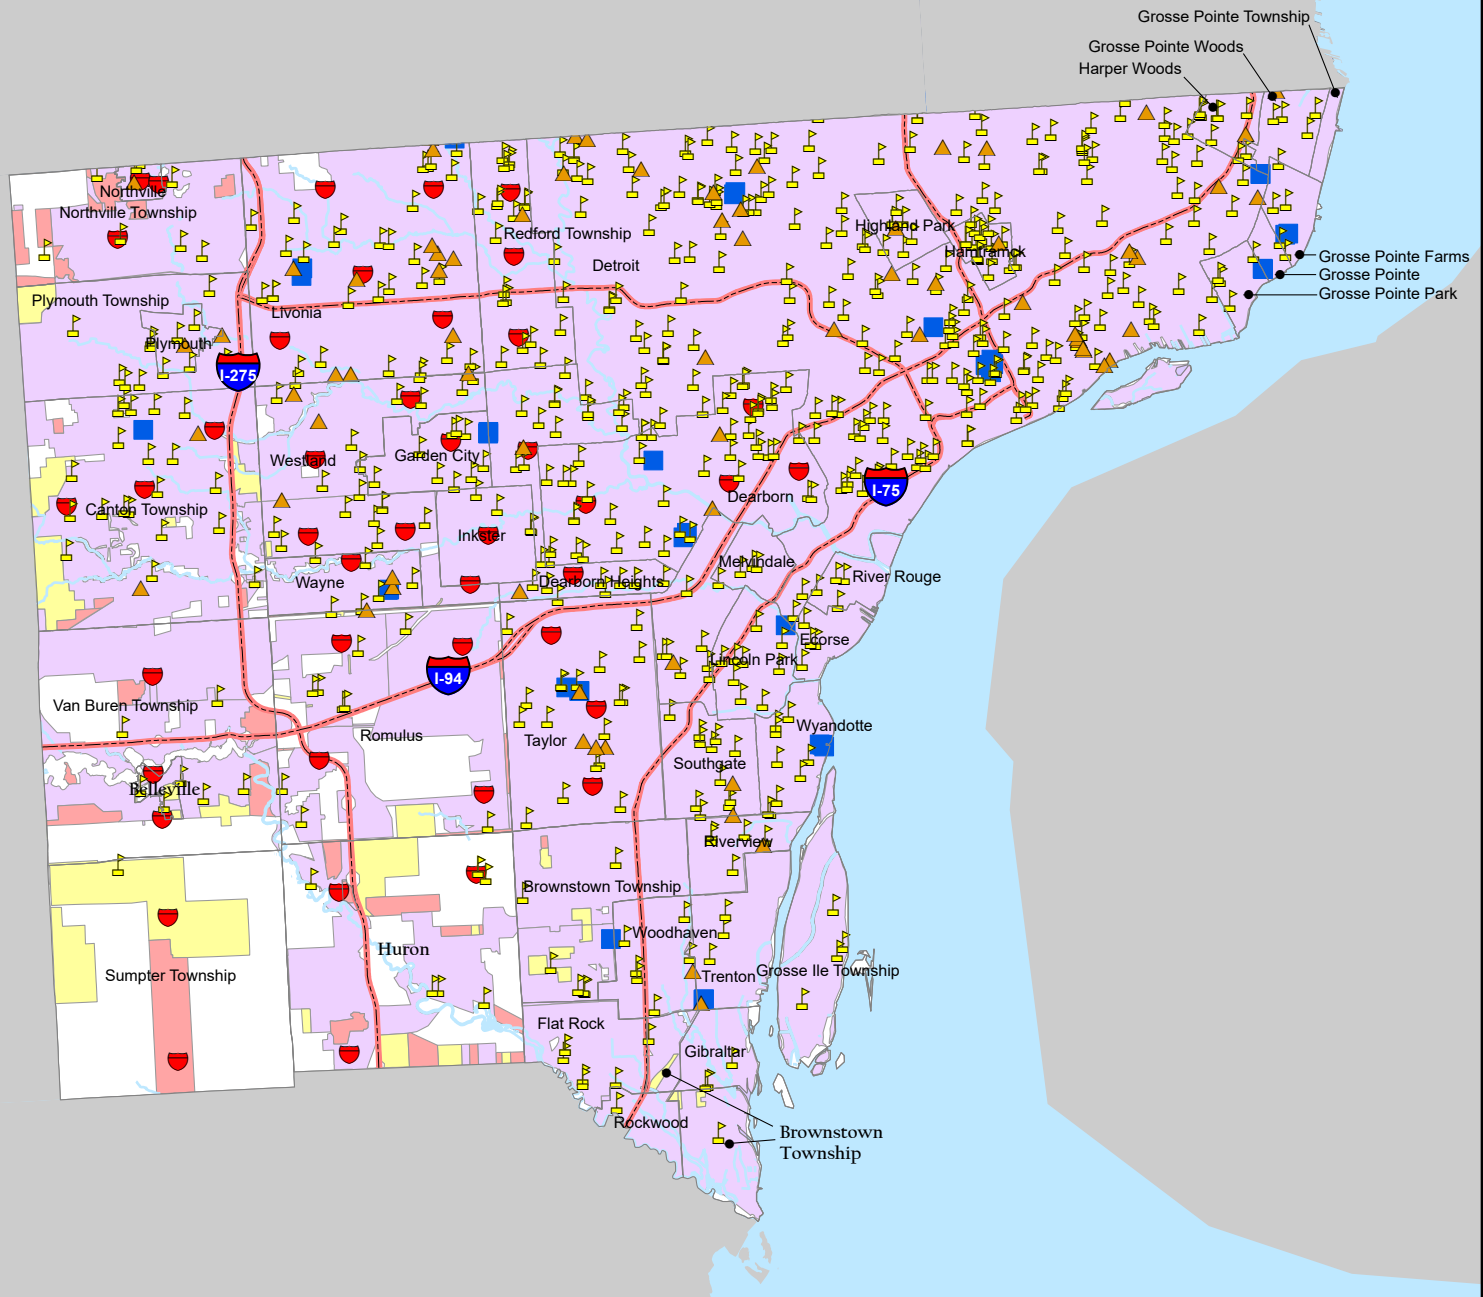 Grosse Pointe Township
Grosse Pointe Woods
Harper Woods
Northville
Northville Township
Redford Township
Highland Park
Hamtramck
Detroit
Grosse Pointe Farms
Grosse Pointe
Grosse Pointe Park
Plymouth Township
Livonia
Plymouth
I-275
Westland
Garden City
I-75
Dearborn
Canton Township
Inkster
Melvindale
River Rouge
Wayne
Dearborn Heights
Ecorse
Lincoln Park
I-94
Van Buren Township
Wyandotte
Romulus
Taylor
Southgate
Belleville
Riverview
Brownstown Township
Woodhaven
Huron
Sumpter Township
Trenton
Grosse Ile Township
Flat Rock
Gibraltar
Rockwood
Brownstown
Township